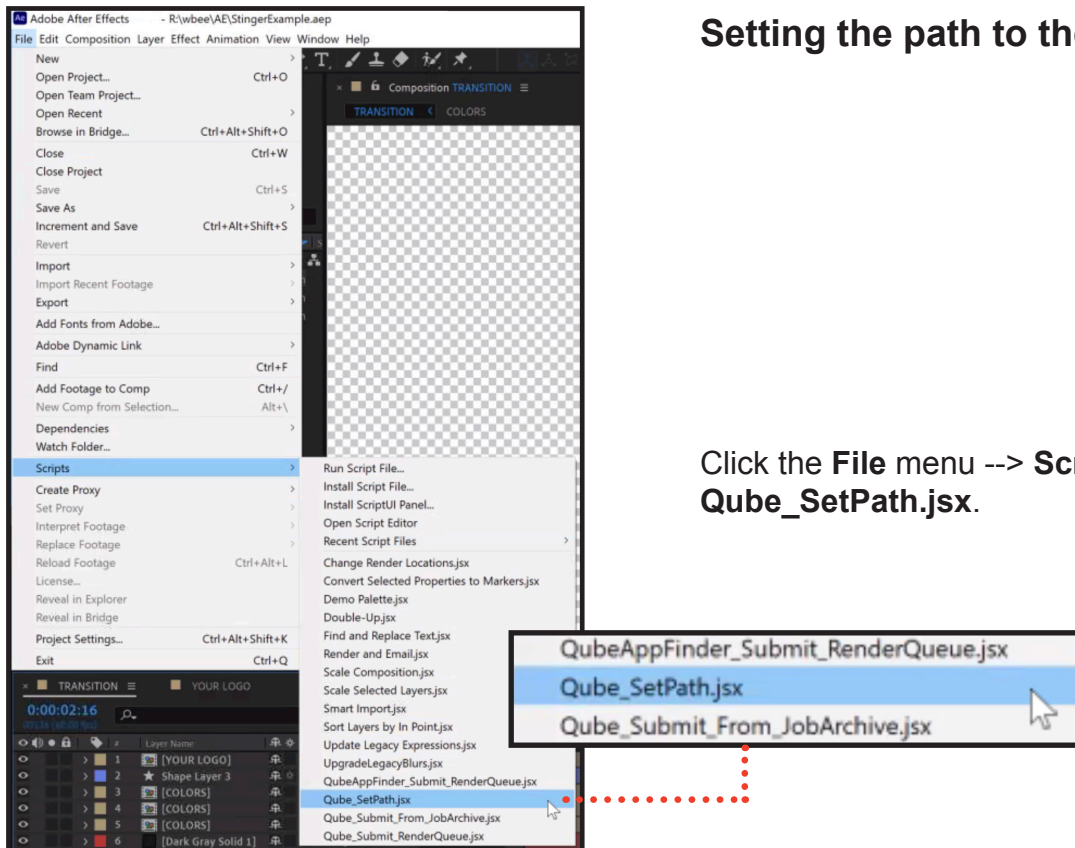 Adobe After Effects - R:\wbee\AE\StingerExample.aep
File Edit Composition Layer Effect Animation View Window Help
New >
Open Project... Ctrl+O
Open Team Project...
Open Recent >
Browse in Bridge... Ctrl+Alt+Shift+O
Close Ctrl+W
Close Project
Save Ctrl+S
Save As >
Increment and Save Ctrl+Alt+Shift+S
Revert
Import >
Import Recent Footage >
Export >
Add Fonts from Adobe...
Adobe Dynamic Link >
Find Ctrl+F
Add Footage to Comp Ctrl+/
New Comp from Selection... Alt+\
Dependencies >
Watch Folder...
Scripts >
Create Proxy >
Set Proxy >
Interpret Footage >
Replace Footage >
Reload Footage Ctrl+Alt+L
License...
Reveal in Explorer
Reveal in Bridge
Project Settings... Ctrl+Alt+Shift+K
Exit Ctrl+Q
Composition TRANSITION
TRANSITION < COLORS
Run Script File...
Install Script File...
Install ScriptUI Panel...
Open Script Editor
Recent Script Files >
Change Render Locations.jsx
Convert Selected Properties to Markers.jsx
Demo Palette.jsx
Double-Up.jsx
Find and Replace Text.jsx
Render and Email.jsx
Scale Composition.jsx
Scale Selected Layers.jsx
Smart Import.jsx
Sort Layers by In Point.jsx
Update Legacy Expressions.jsx
UpgradeLegacyBlurs.jsx
QubeAppFinder_Submit_RenderQueue.jsx
Qube_SetPath.jsx
Qube_Submit_From_JobArchive.jsx
Qube_Submit_RenderQueue.jsx
TRANSITION YOUR LOGO
0:00:02:16
# Layer Name
1 [YOUR LOGO]
2 Shape Layer 3
3 [COLORS]
4 [COLORS]
5 [COLORS]
6 [Dark Gray Solid 1]
Setting the path to the
Click the File menu --> Scr
Qube_SetPath.jsx.
QubeAppFinder_Submit_RenderQueue.jsx
Qube_SetPath.jsx
Qube_Submit_From_JobArchive.jsx